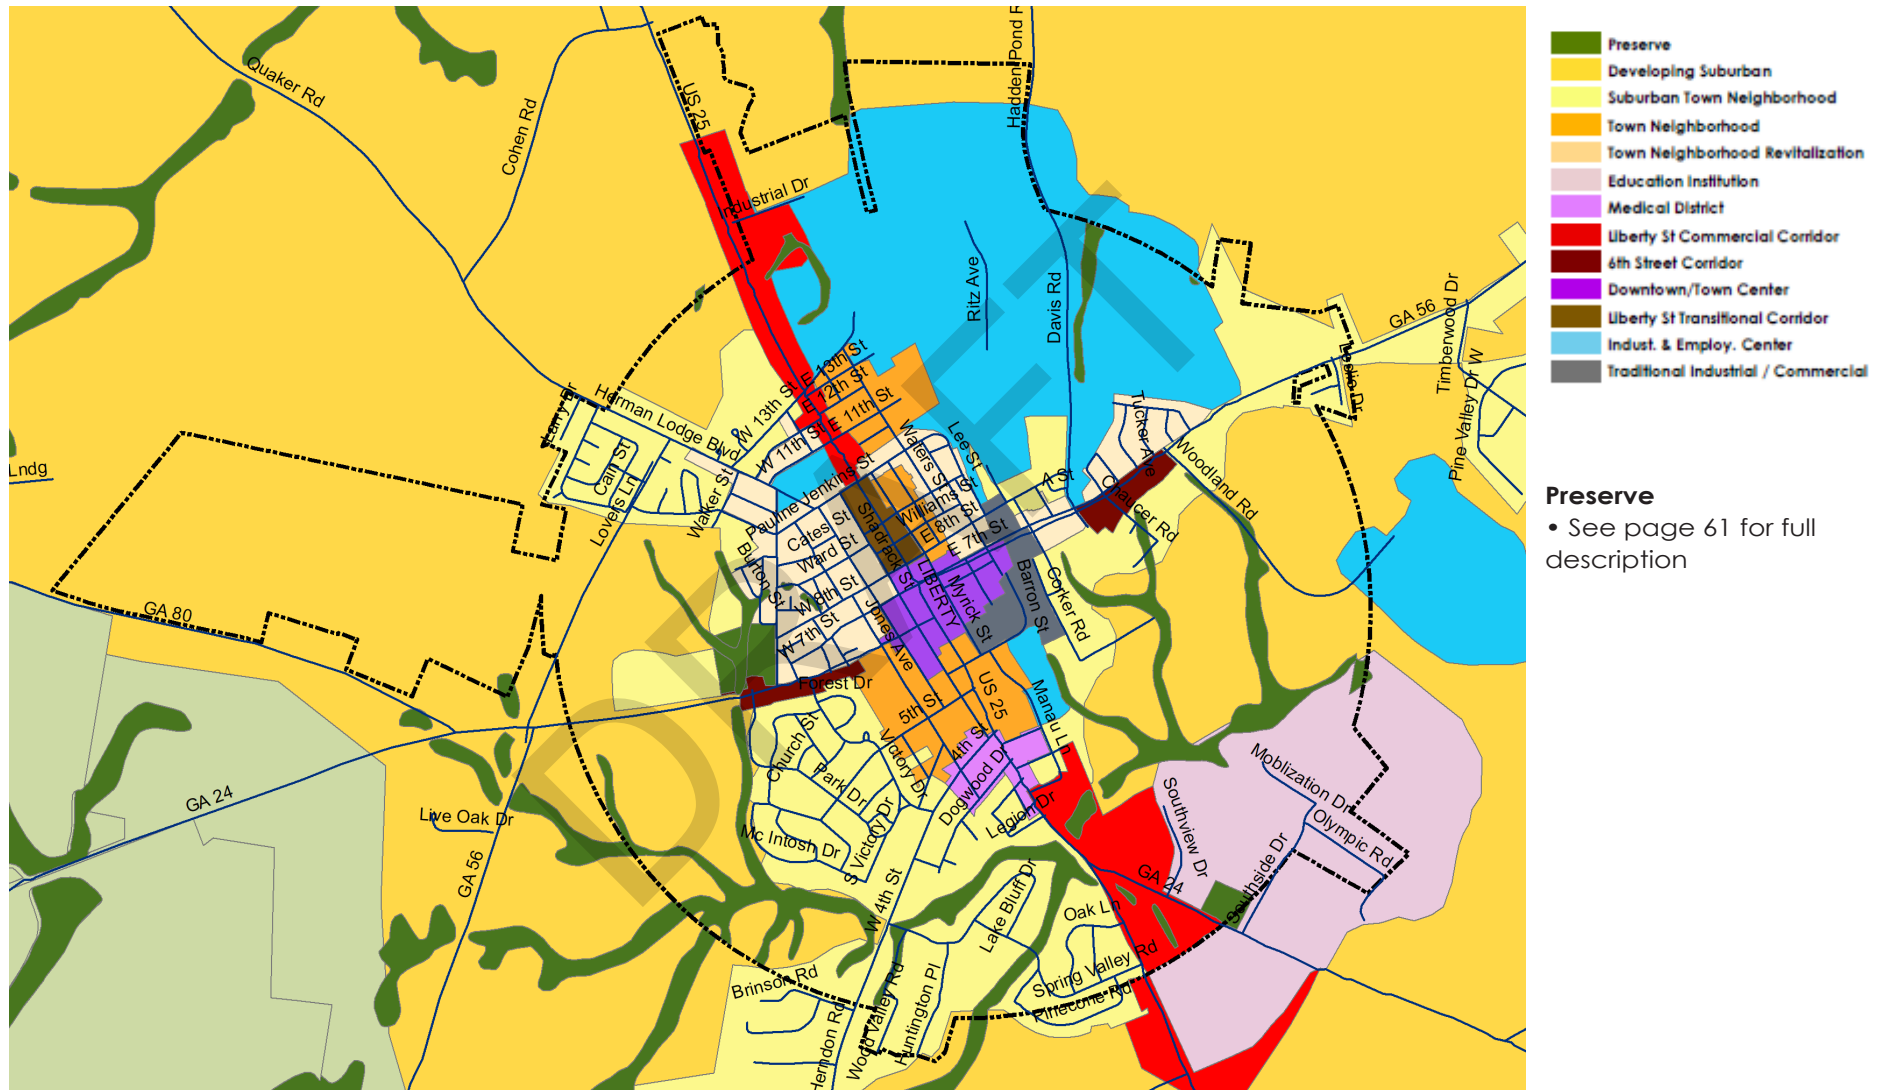 Quaker Rd
Cohen Rd
US 25
Hadden Pond R
Industrial Dr
Ritz Ave
Davis Rd
GA 56
Timberwood Dr
Pine Valley Dr W
Leslie Dr
Larry Dr
Herman Lodge Blvd
W 13th St
E 13th St
E 12th St
E 11th St
W 11th St
Waters St
Lee St
A St
Tucker Ave
Woodland Rd
Chaucer Rd
Lndg
Cain St
Lovers Ln
Walker St
Pauline Jenkins St
Cates St
Ward St
Burton St
W 8th St
W 7th St
Shadrack St
Williams St
E 8th St
E 7th St
LIBERTY
Myrick St
Barron St
Corker Rd
Jones Ave
GA 80
Forest Dr
5th St
US 25
Manau Ln
4th St
Dogwood Dr
Victory Dr
Church St
Park Dr
Mc Intosh Dr
S Victory Dr
Legion Dr
GA 24
Live Oak Dr
GA 56
W 4th St
Lake Bluff Dr
Oak Ln
GA 24
Southview Dr
Moblization Dr
Olympic Rd
Southside Dr
Spring Valley Rd
Pinecone Rd
Brinson Rd
Herndon Rd
Wood Valley Rd
Huntington Pl
DRAFT
Preserve
Developing Suburban
Suburban Town Neighborhood
Town Neighborhood
Town Neighborhood Revitalization
Education Institution
Medical District
Liberty St Commercial Corridor
6th Street Corridor
Downtown/Town Center
Liberty St Transitional Corridor
Indust. & Employ. Center
Traditional Industrial / Commercial
Preserve
• See page 61 for full
description